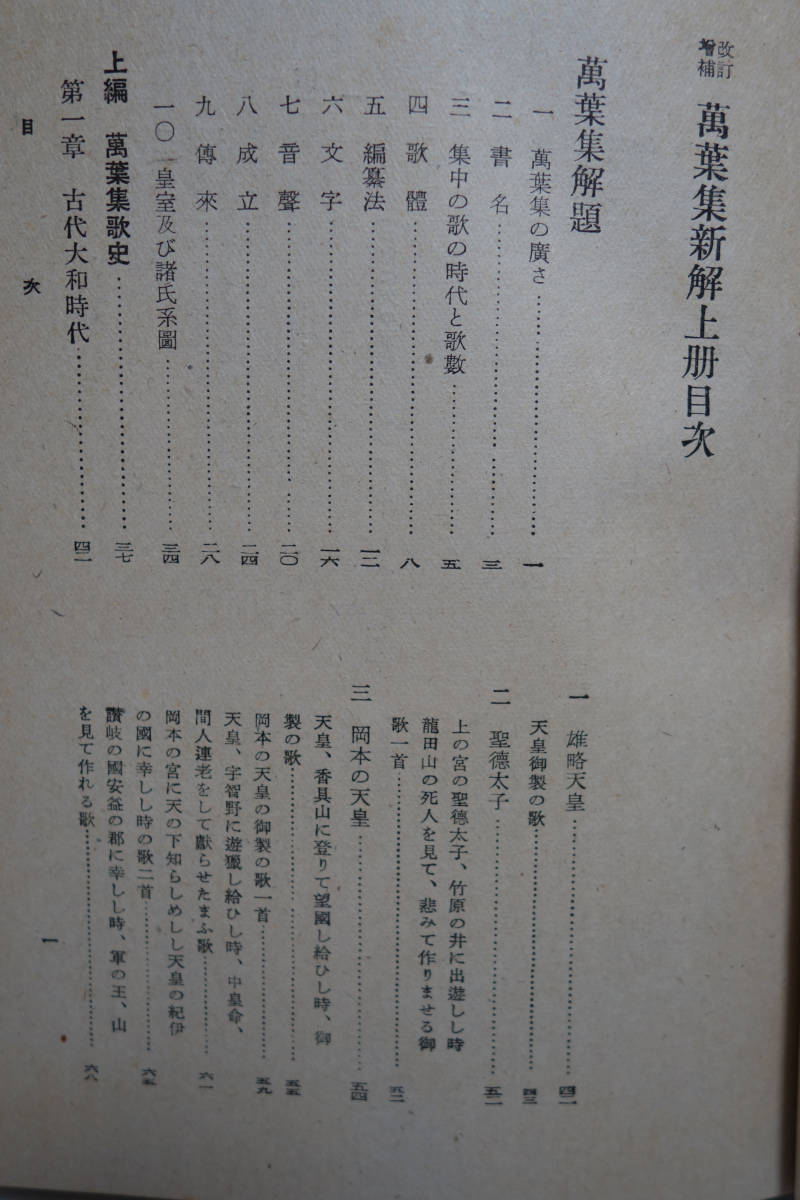 改訂
增補
萬葉集新解上册目次
萬葉集解題
一 萬葉集の廣さ……一
二 書名……三
三 集中の歌の時代と歌數……五
四 歌體……八
五 編纂法……一二
六 文字……一六
七 音聲……二〇
八 成立……二四
九 傳來……二八
一〇 皇室及び諸氏系圖……三四
上編 萬葉集歌史……三七
第一章 古代大和時代……四二
一 雄略天皇……四二
天皇御製の歌……四三
二 聖德太子……五二
上の宮の聖德太子、竹原の井に出遊しし時
龍田山の死人を見て、悲みて作りませる御
歌一首……五二
三 岡本の天皇……五四
天皇、香具山に登りて望國し給ひし時、御
製の歌……五五
岡本の天皇の御製の歌一首……五九
天皇、宇智野に遊獵し給ひし時、中皇命、
間人連老をして獻らせたまふ歌……六一
岡本の宮に天の下知らしめしし天皇の紀伊
の國に幸しし時の歌二首……六七
讚岐の國安益の郡に幸しし時、軍の王、山
を見て作れる歌……六八
目次
一